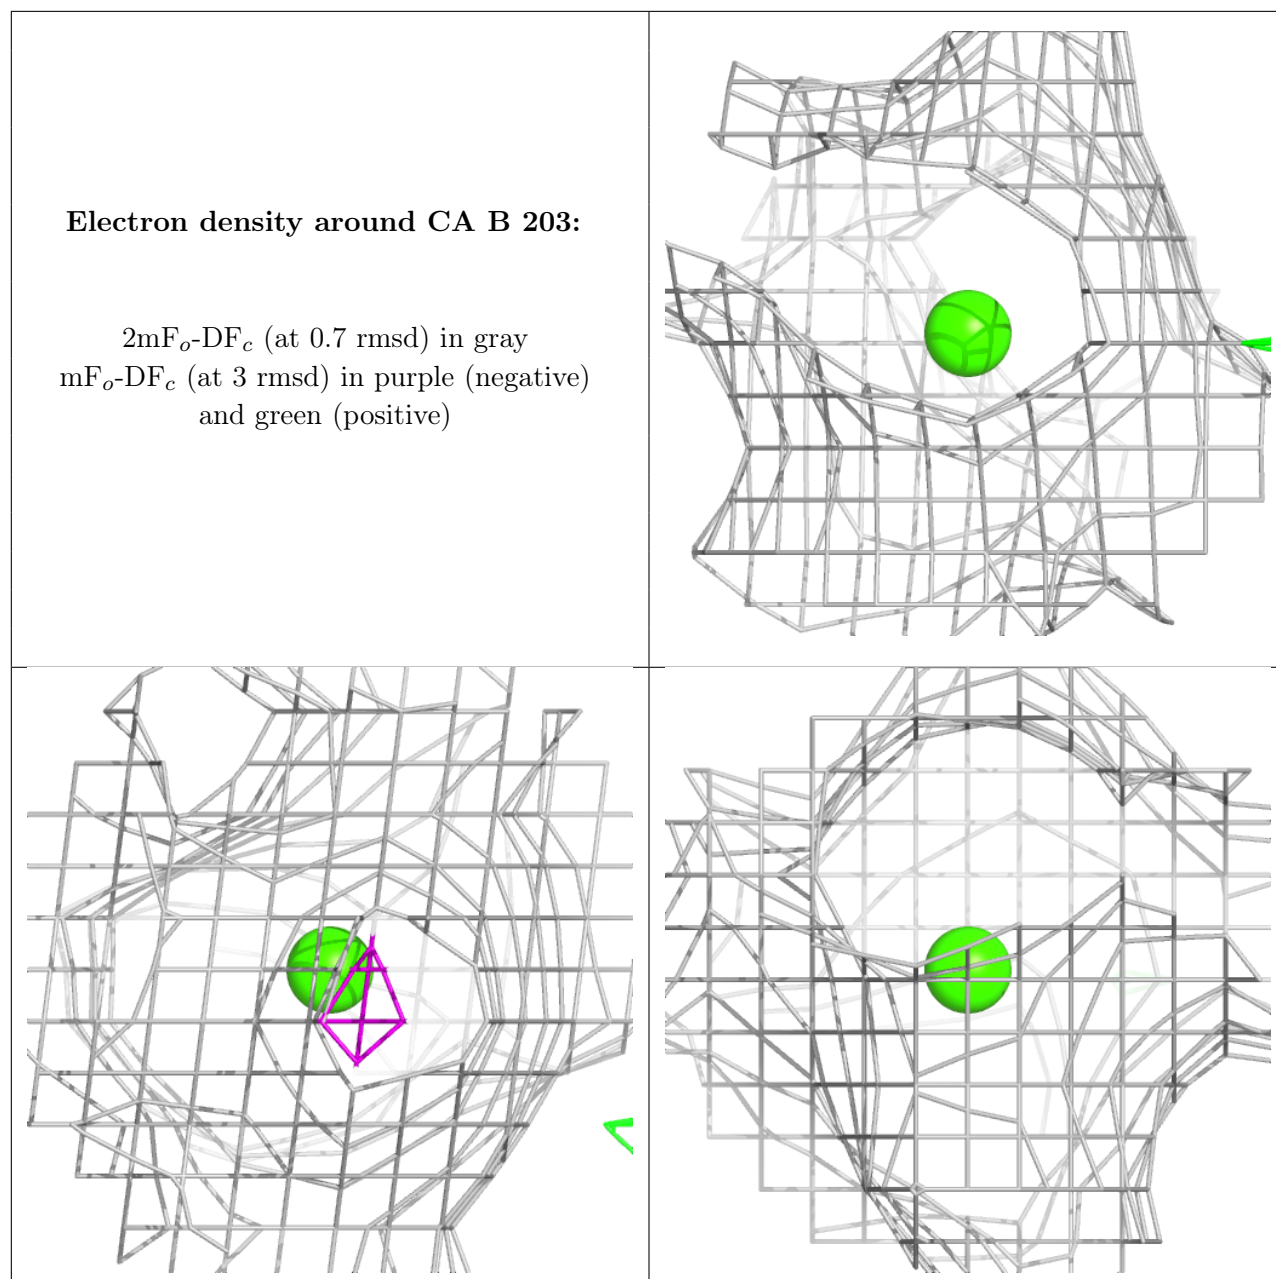 Electron density around CA B 203:
2mFo-DFc (at 0.7 rmsd) in gray
mFo-DFc (at 3 rmsd) in purple (negative)
and green (positive)